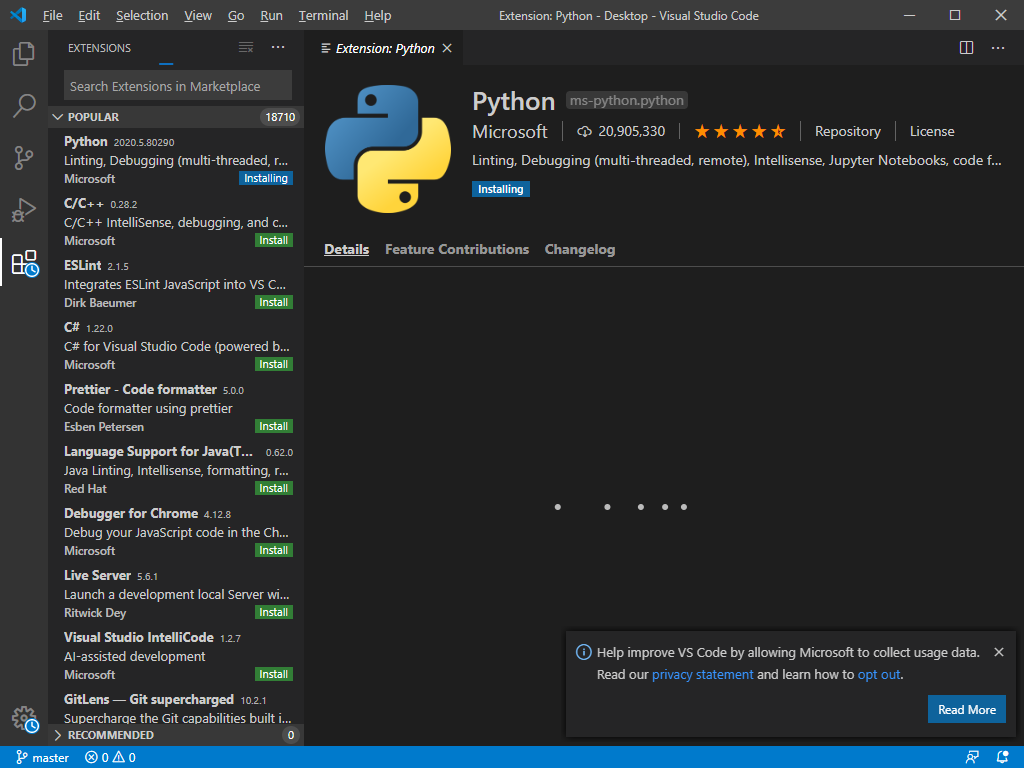 File Edit Selection View Go Run Terminal Help Extension: Python - Desktop - Visual Studio Code
EXTENSIONS
Search Extensions in Marketplace
POPULAR 18710
Python 2020.5.80290
Linting, Debugging (multi-threaded, r...
Microsoft Installing
C/C++ 0.28.2
C/C++ IntelliSense, debugging, and c...
Microsoft Install
ESLint 2.1.5
Integrates ESLint JavaScript into VS C...
Dirk Baeumer Install
C# 1.22.0
C# for Visual Studio Code (powered b...
Microsoft Install
Prettier - Code formatter 5.0.0
Code formatter using prettier
Esben Petersen Install
Language Support for Java(T... 0.62.0
Java Linting, Intellisense, formatting, r...
Red Hat Install
Debugger for Chrome 4.12.8
Debug your JavaScript code in the Ch...
Microsoft Install
Live Server 5.6.1
Launch a development local Server wi...
Ritwick Dey Install
Visual Studio IntelliCode 1.2.7
AI-assisted development
Microsoft Install
GitLens — Git supercharged 10.2.1
Supercharge the Git capabilities built i...
RECOMMENDED 0
Extension: Python
Python ms-python.python
Microsoft 20,905,330 Repository License
Linting, Debugging (multi-threaded, remote), Intellisense, Jupyter Notebooks, code f...
Installing
Details Feature Contributions Changelog
Help improve VS Code by allowing Microsoft to collect usage data.
Read our privacy statement and learn how to opt out.
Read More
master 0 0